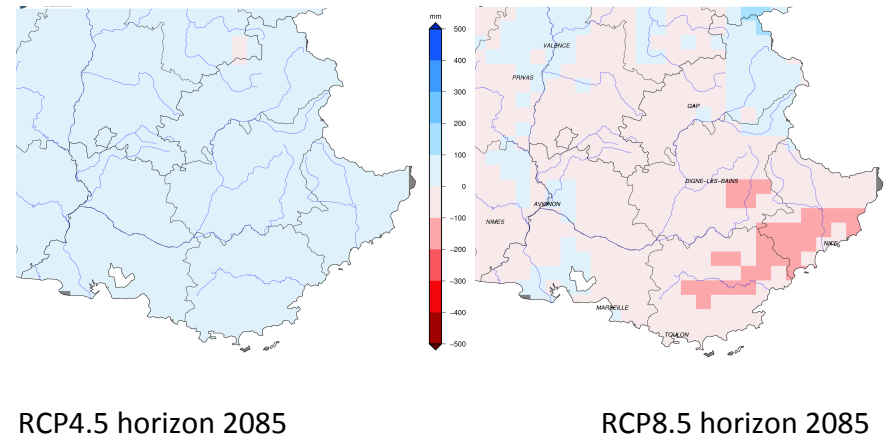 mm
500
400
300
200
100
0
−100
−200
−300
−400
−500
VALENCE
PRIVAS
GAP
DIGNE−LES−BAINS
AVIGNON
NIMES
NICE
MARSEILLE
TOULON
RCP4.5 horizon 2085
RCP8.5 horizon 2085